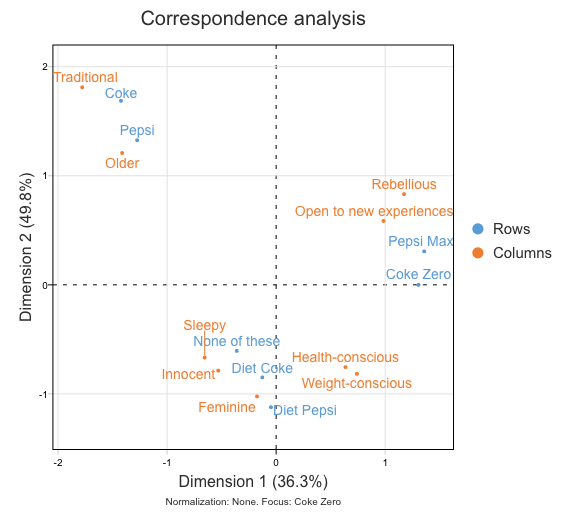 Correspondence analysis
Traditional
Coke
Pepsi
Older
Rebellious
Open to new experiences
Pepsi Max
Coke Zero
Sleepy
None of these
Diet Coke
Innocent
Health-conscious
Weight-conscious
Feminine
Diet Pepsi
Rows
Columns
Dimension 2 (49.8%)
2
1
0
-1
-2
-1
0
1
Dimension 1 (36.3%)
Normalization: None. Focus: Coke Zero